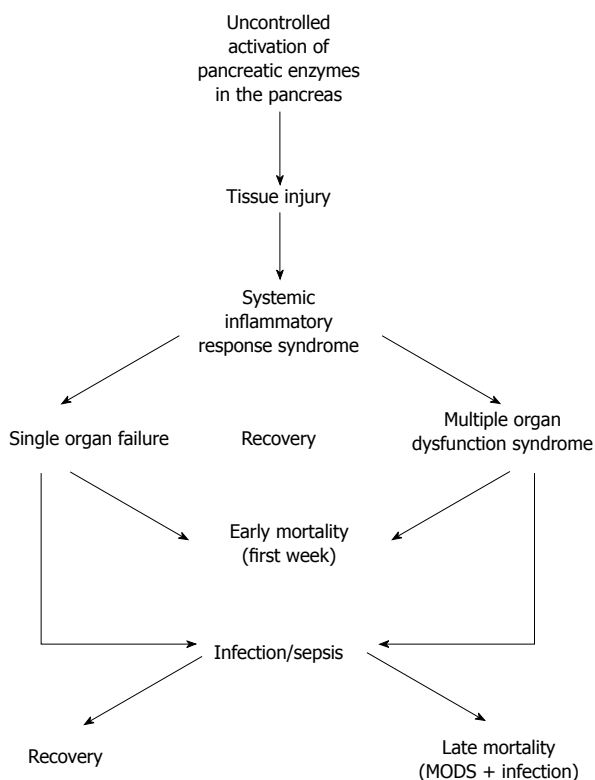 Uncontrolled
activation of
pancreatic enzymes
in the pancreas
Tissue injury
Systemic
inflammatory
response syndrome
Single organ failure
Recovery
Multiple organ
dysfunction syndrome
Early mortality
(first week)
Infection/sepsis
Recovery
Late mortality
(MODS + infection)